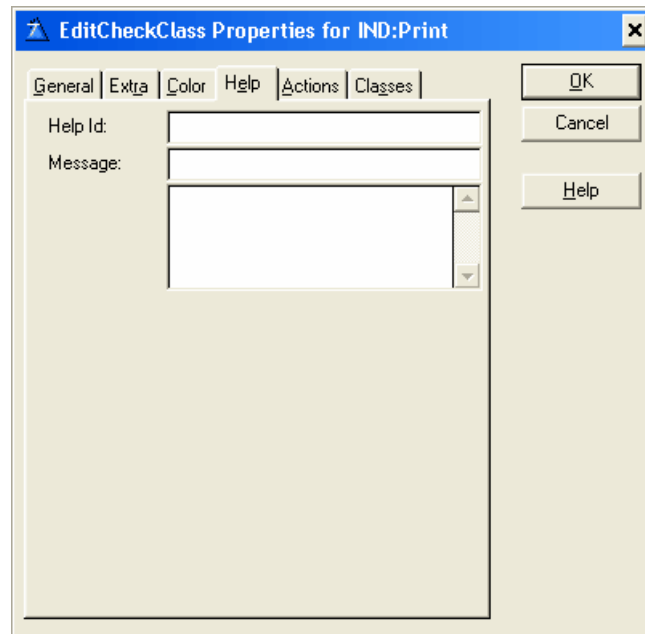 EditCheckClass Properties for IND:Print
General Extra Color Help Actions Classes
OK
Help Id:
Cancel
Message:
Help